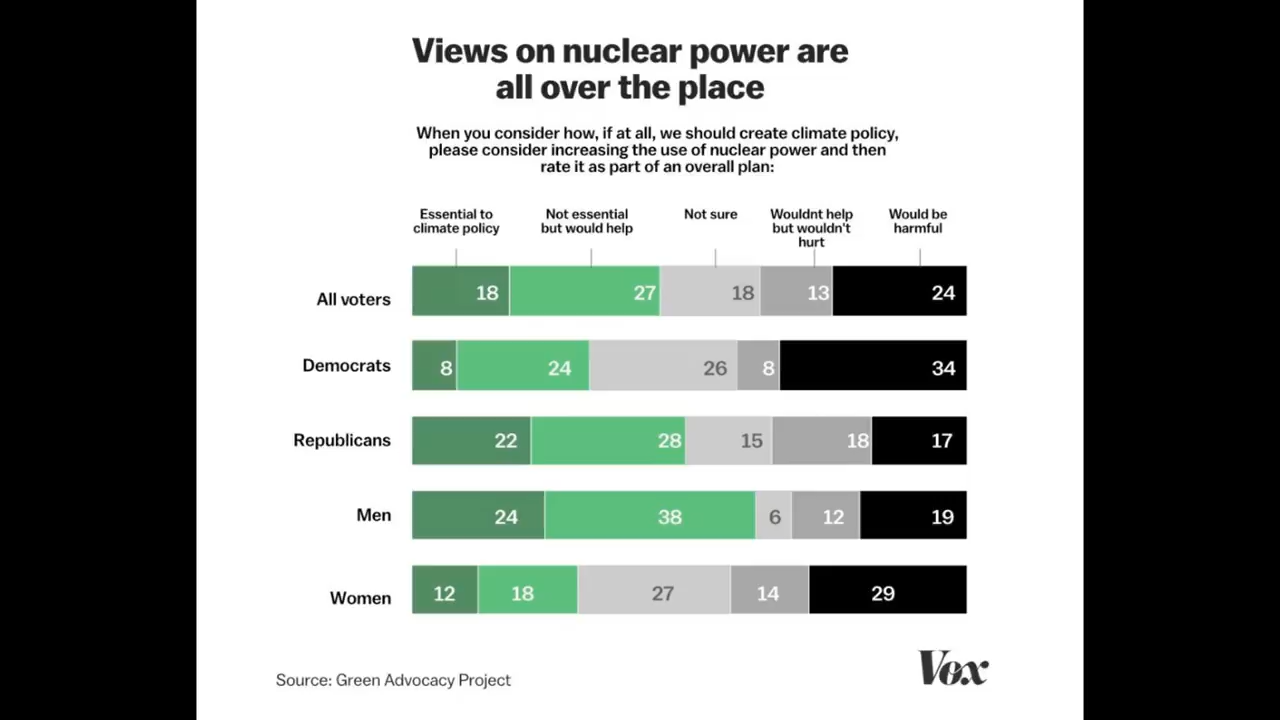 Views on nuclear power are
all over the place
When you consider how, if at all, we should create climate policy,
please consider increasing the use of nuclear power and then
rate it as part of an overall plan:
Essential to
climate policy
Not essential
but would help
Not sure
Wouldnt help
but wouldn't
hurt
Would be
harmful
All voters 18 27 18 13 24
Democrats 8 24 26 8 34
Republicans 22 28 15 18 17
Men 24 38 6 12 19
Women 12 18 27 14 29
Source: Green Advocacy Project
Vox